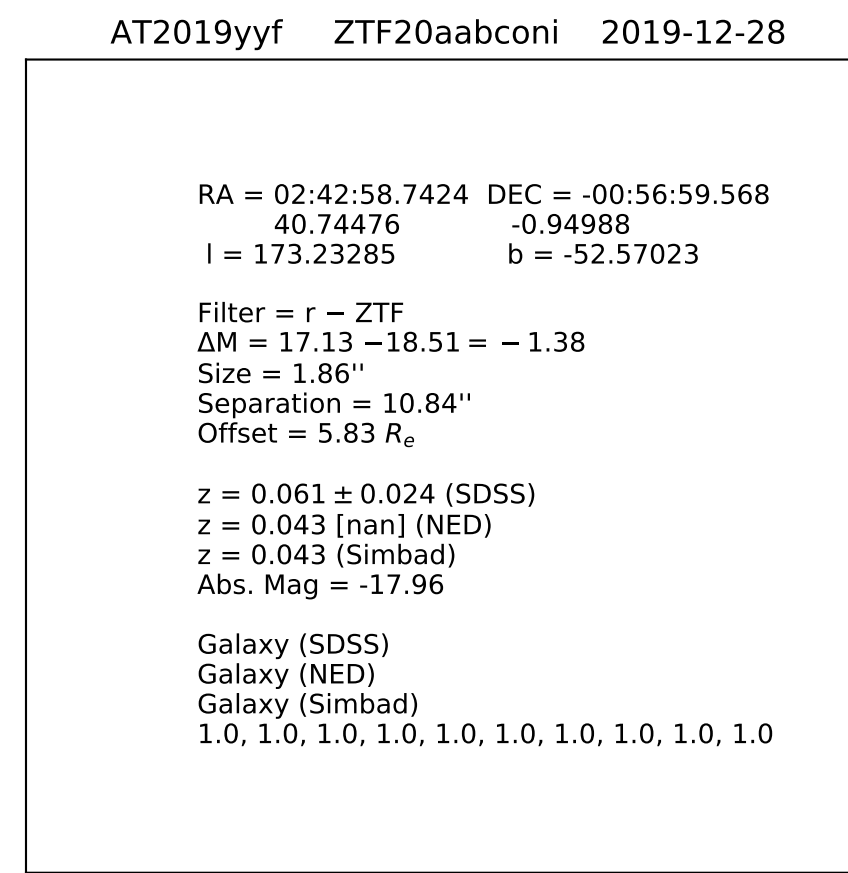 AT2019yyf ZTF20aabconi 2019-12-28
RA = 02:42:58.7424 DEC = -00:56:59.568
40.74476 -0.94988
l = 173.23285 b = -52.57023
Filter = r − ZTF
ΔM = 17.13 −18.51 = − 1.38
Size = 1.86''
Separation = 10.84''
Offset = 5.83 Re
z = 0.061 ± 0.024 (SDSS)
z = 0.043 [nan] (NED)
z = 0.043 (Simbad)
Abs. Mag = -17.96
Galaxy (SDSS)
Galaxy (NED)
Galaxy (Simbad)
1.0, 1.0, 1.0, 1.0, 1.0, 1.0, 1.0, 1.0, 1.0, 1.0